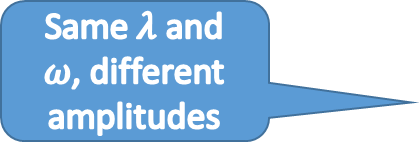 Same 𝜆 and
𝝎, different
amplitudes